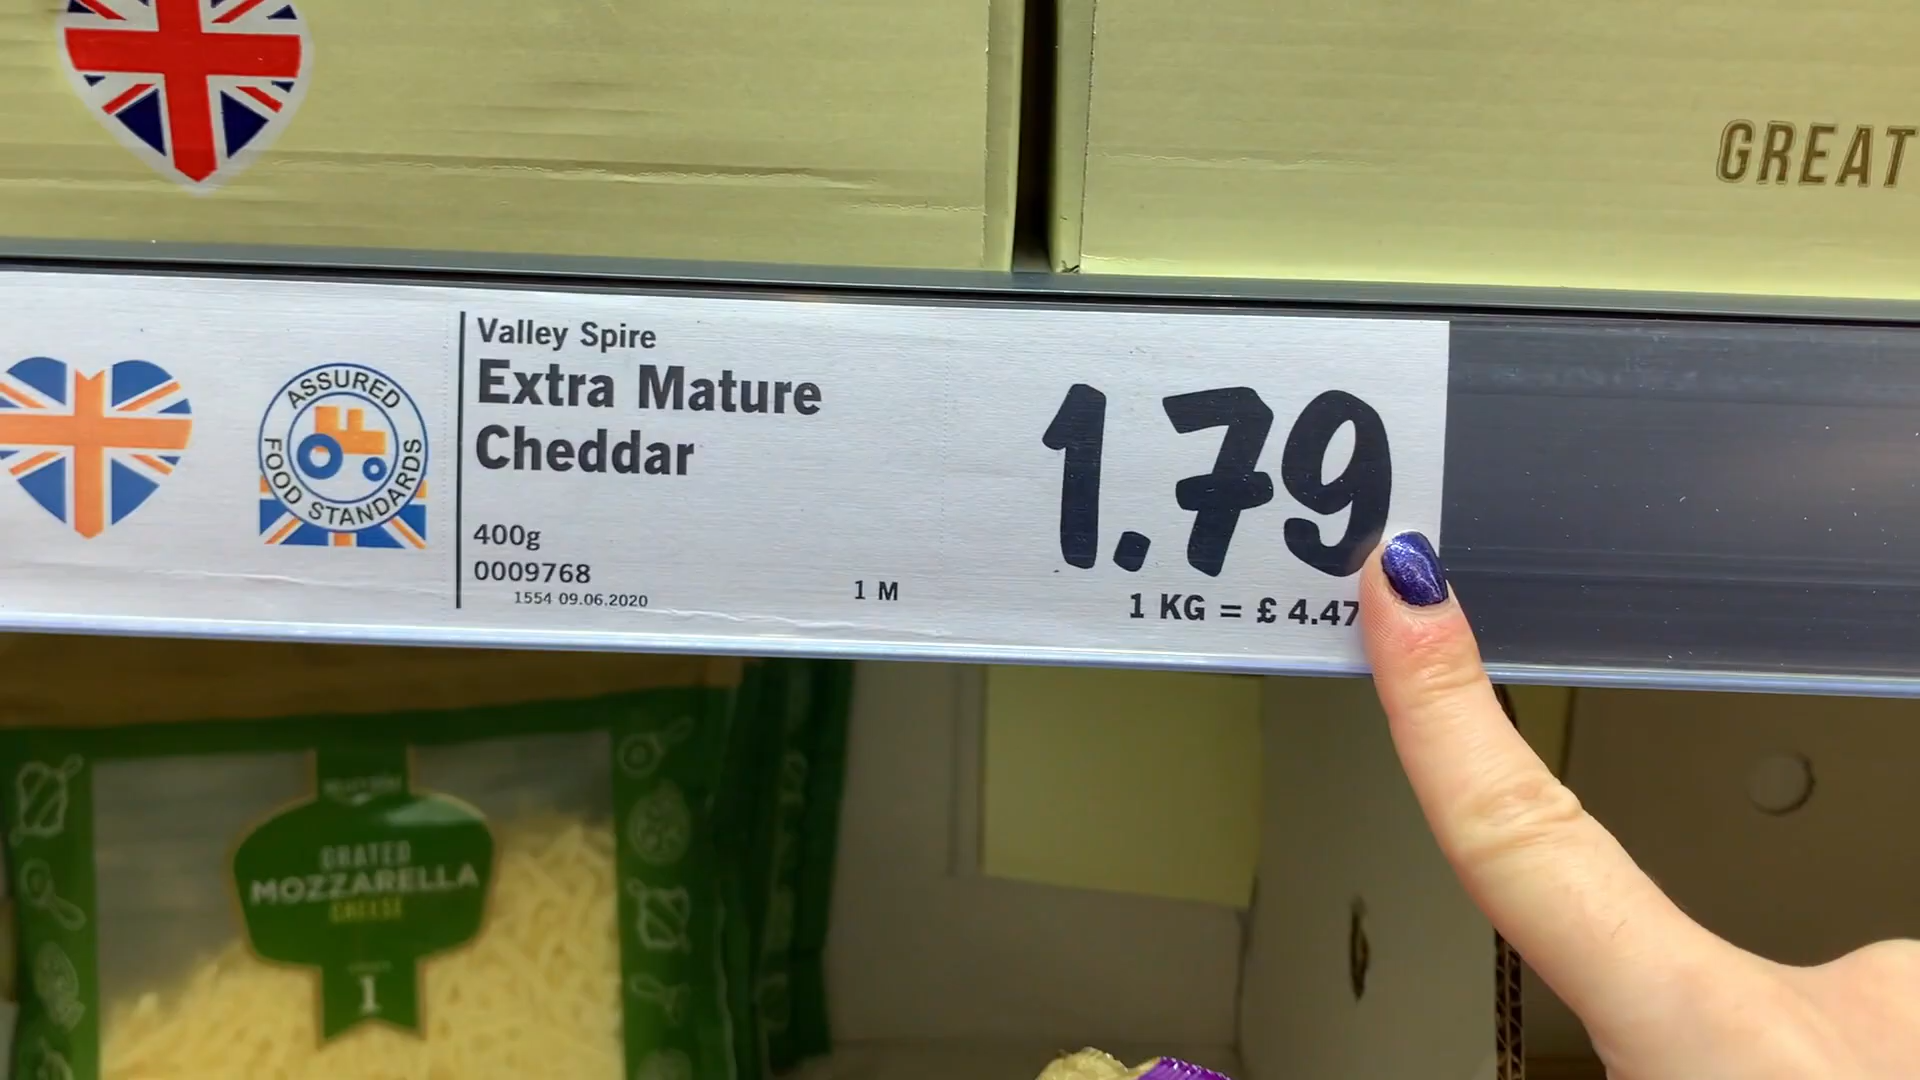 GREAT
Valley Spire
Extra Mature
Cheddar
1.79
400g
0009768
1554 09.06.2020
1 M
1 KG = £ 4.47
ASSURED
FOOD STANDARDS
GRATED
MOZZARELLA
CHEESE
1